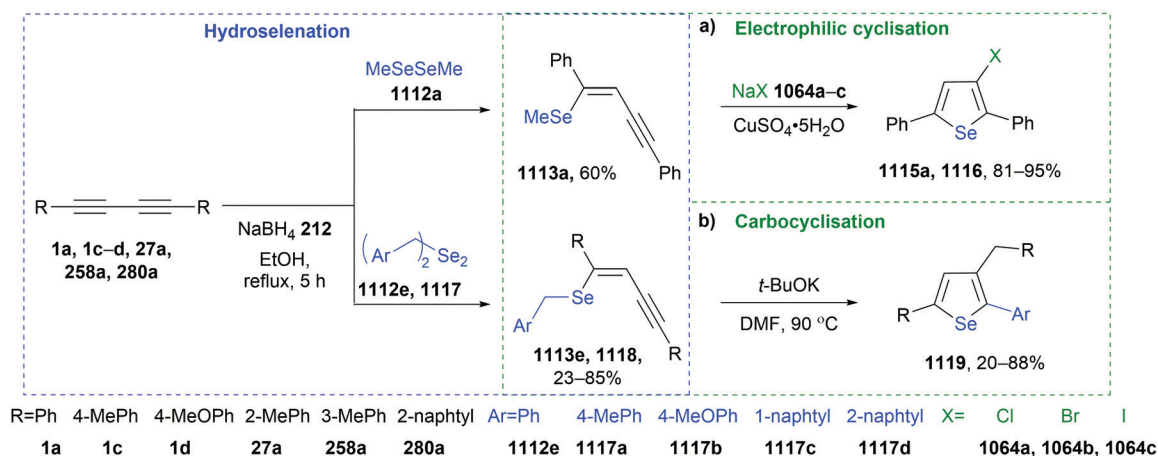 Hydroselenation
MeSeSeMe
1112a
R
R
1a, 1c–d, 27a,
258a, 280a
NaBH4 212
EtOH,
reflux, 5 h
(Ar )2 Se2
1112e, 1117
Ph
MeSe
Ph
1113a, 60%
R
Se
Ar
R
1113e, 1118,
23–85%
a) Electrophilic cyclisation
NaX 1064a–c
CuSO4•5H2O
X
Ph
Se
Ph
1115a, 1116, 81–95%
b) Carbocyclisation
t-BuOK
DMF, 90 ºC
R
R
Se
Ar
1119, 20–88%
R=Ph 4-MePh 4-MeOPh 2-MePh 3-MePh 2-naphtyl Ar=Ph 4-MePh 4-MeOPh 1-naphtyl 2-naphtyl X= Cl Br I
1a 1c 1d 27a 258a 280a 1112e 1117a 1117b 1117c 1117d 1064a, 1064b, 1064c